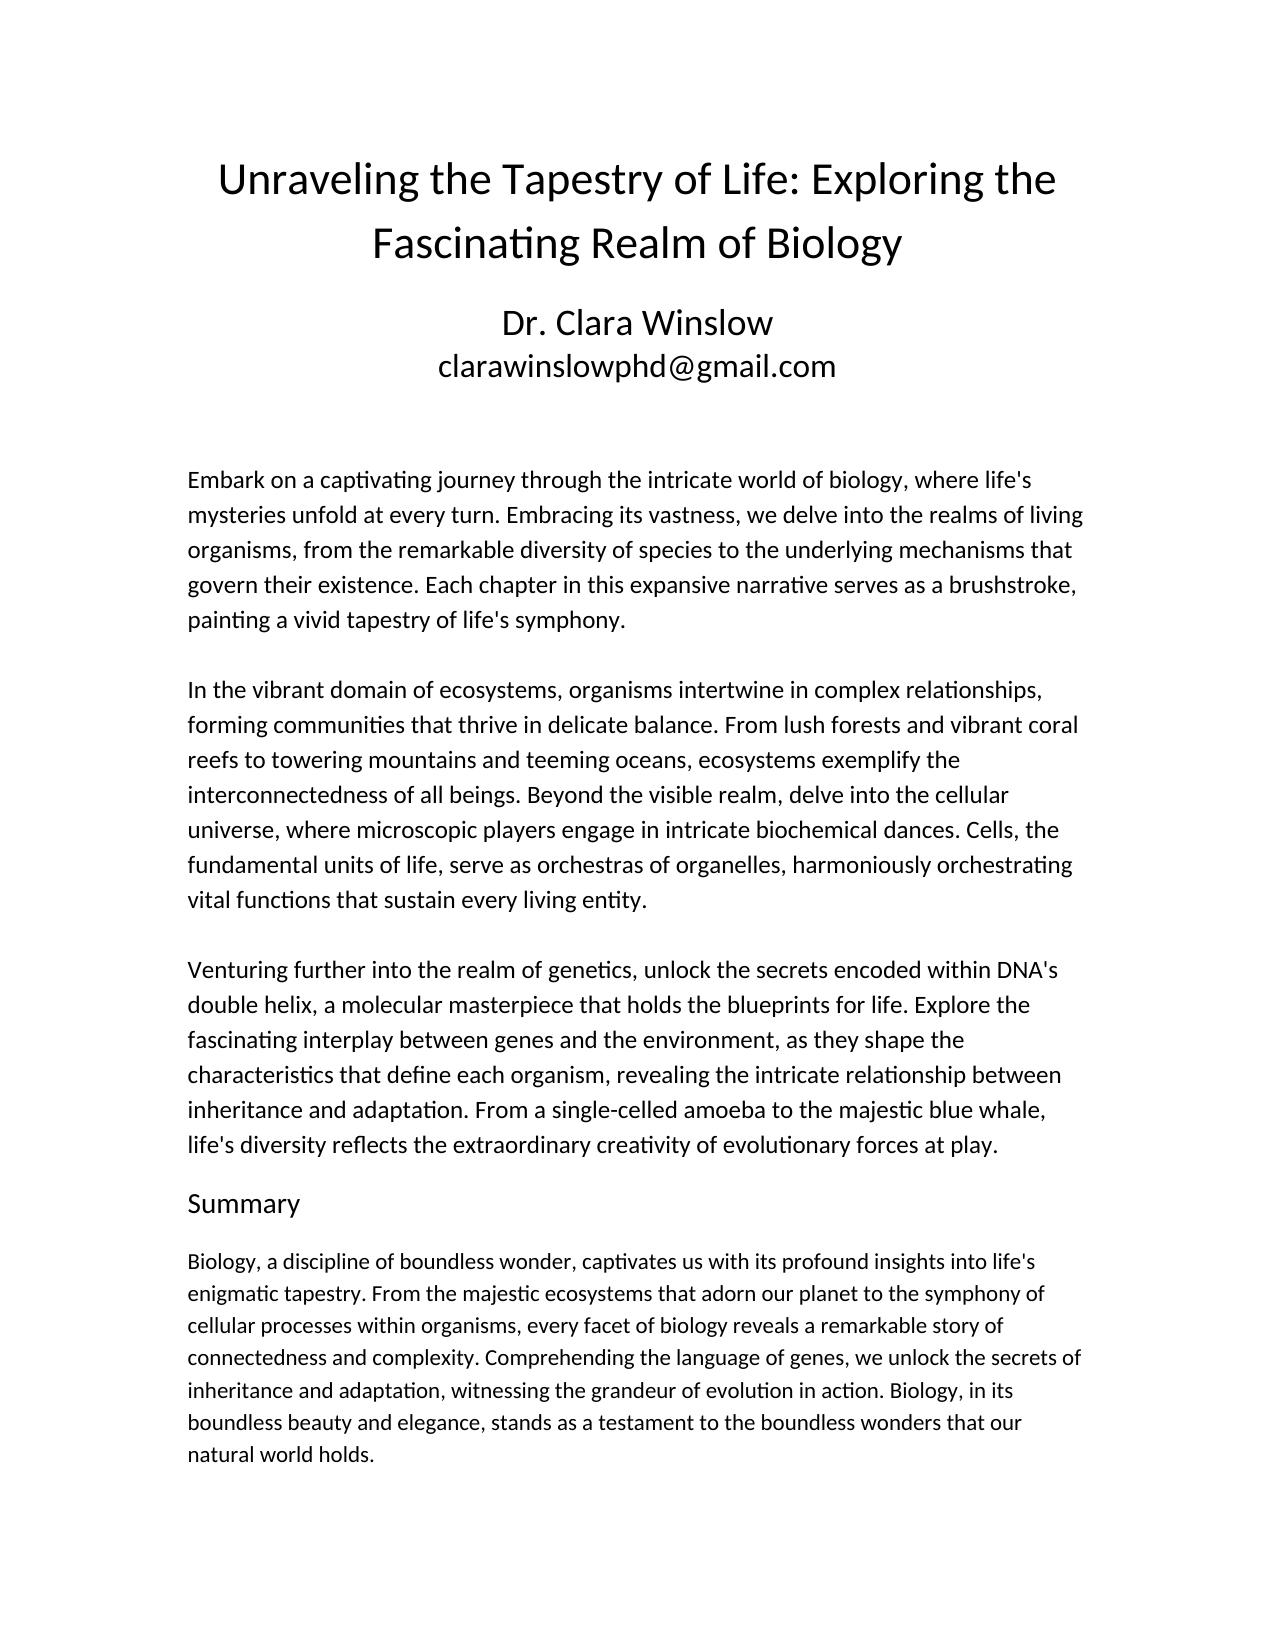 Unraveling the Tapestry of Life: Exploring the
Fascinating Realm of Biology
Dr. Clara Winslow
clarawinslowphd@gmail.com
Embark on a captivating journey through the intricate world of biology, where life's
mysteries unfold at every turn. Embracing its vastness, we delve into the realms of living
organisms, from the remarkable diversity of species to the underlying mechanisms that
govern their existence. Each chapter in this expansive narrative serves as a brushstroke,
painting a vivid tapestry of life's symphony.
In the vibrant domain of ecosystems, organisms intertwine in complex relationships,
forming communities that thrive in delicate balance. From lush forests and vibrant coral
reefs to towering mountains and teeming oceans, ecosystems exemplify the
interconnectedness of all beings. Beyond the visible realm, delve into the cellular
universe, where microscopic players engage in intricate biochemical dances. Cells, the
fundamental units of life, serve as orchestras of organelles, harmoniously orchestrating
vital functions that sustain every living entity.
Venturing further into the realm of genetics, unlock the secrets encoded within DNA's
double helix, a molecular masterpiece that holds the blueprints for life. Explore the
fascinating interplay between genes and the environment, as they shape the
characteristics that define each organism, revealing the intricate relationship between
inheritance and adaptation. From a single-celled amoeba to the majestic blue whale,
life's diversity reflects the extraordinary creativity of evolutionary forces at play.
Summary
Biology, a discipline of boundless wonder, captivates us with its profound insights into life's
enigmatic tapestry. From the majestic ecosystems that adorn our planet to the symphony of
cellular processes within organisms, every facet of biology reveals a remarkable story of
connectedness and complexity. Comprehending the language of genes, we unlock the secrets of
inheritance and adaptation, witnessing the grandeur of evolution in action. Biology, in its
boundless beauty and elegance, stands as a testament to the boundless wonders that our
natural world holds.